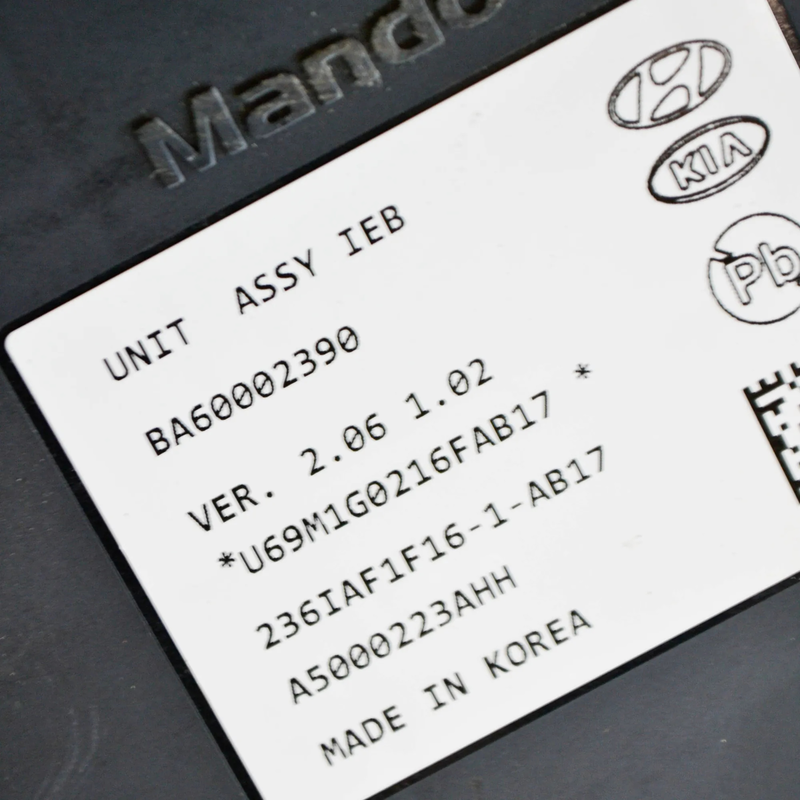 Mando
KIA
Pb
UNIT ASSY IEB
BA60002390
VER. 2.06 1.02
*U69M1G0216FAB17 *
236IAF1F16-1-AB17
A5000223AHH
MADE IN KOREA